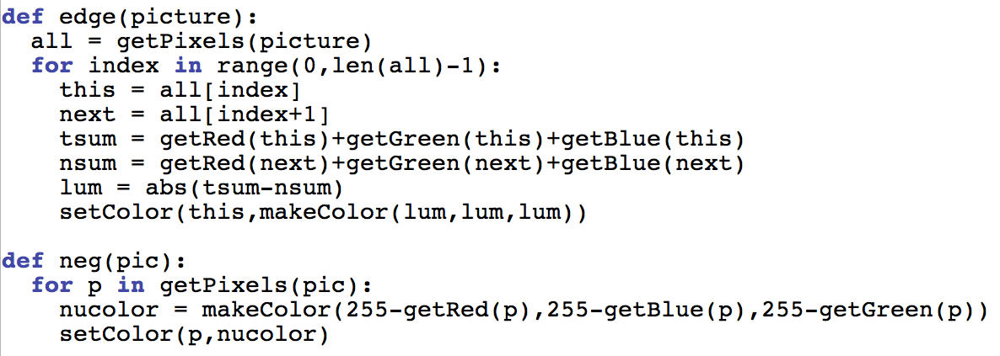 def edge(picture):
  all = getPixels(picture)
  for index in range(0,len(all)-1):
    this = all[index]
    next = all[index+1]
    tsum = getRed(this)+getGreen(this)+getBlue(this)
    nsum = getRed(next)+getGreen(next)+getBlue(next)
    lum = abs(tsum-nsum)
    setColor(this,makeColor(lum,lum,lum))

def neg(pic):
  for p in getPixels(pic):
    nucolor = makeColor(255-getRed(p),255-getBlue(p),255-getGreen(p))
    setColor(p,nucolor)